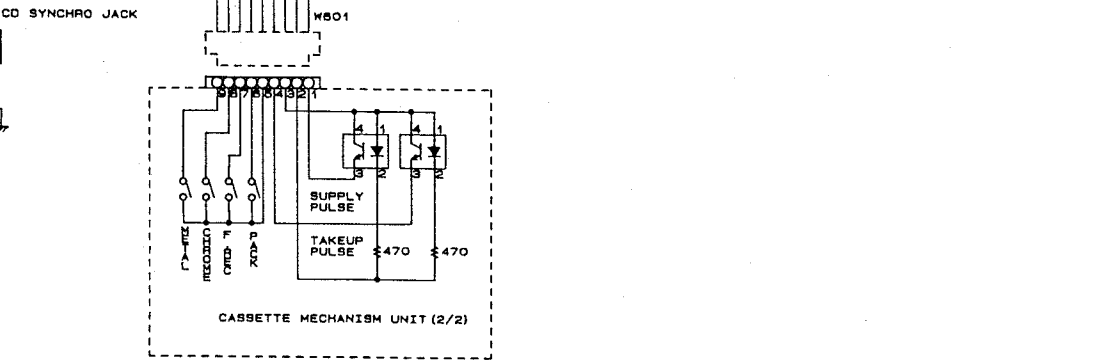 CD SYNCHRO JACK
W601
9 8 7 6 5 4 3 2 1
4 1 4 1
3 2 3 2
SUPPLY
PULSE
TAKEUP
PULSE
470 470
METAL
CHROME
F.REC
PACK
CASSETTE MECHANISM UNIT (2/2)